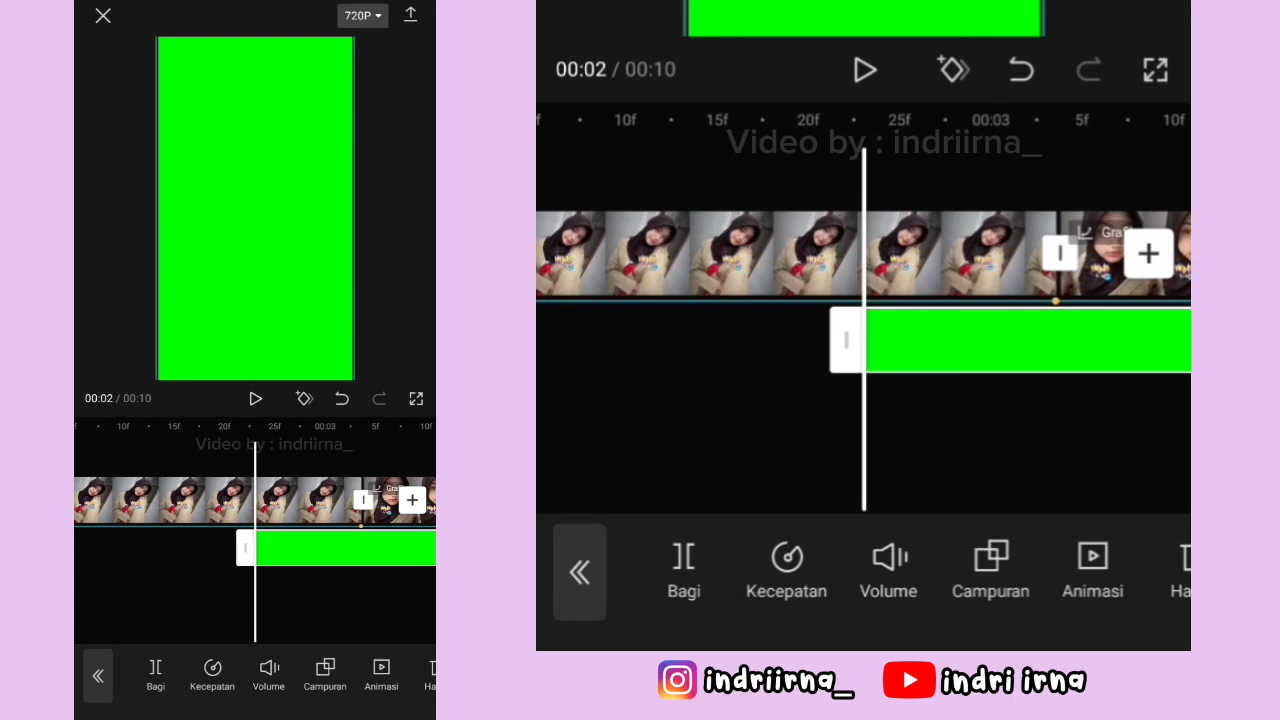 720P
00:02 / 00:10
f 10f 15f 20f 25f 00:03 5f 10f
Video by : indriirna_
Graf
Bagi Kecepatan Volume Campuran Animasi Ha
00:02 / 00:10
f 10f 15f 20f 25f 00:03 5f 10f
Video by : indriirna_
Graf
Bagi Kecepatan Volume Campuran Animasi Ha
indriirna_ indri irna